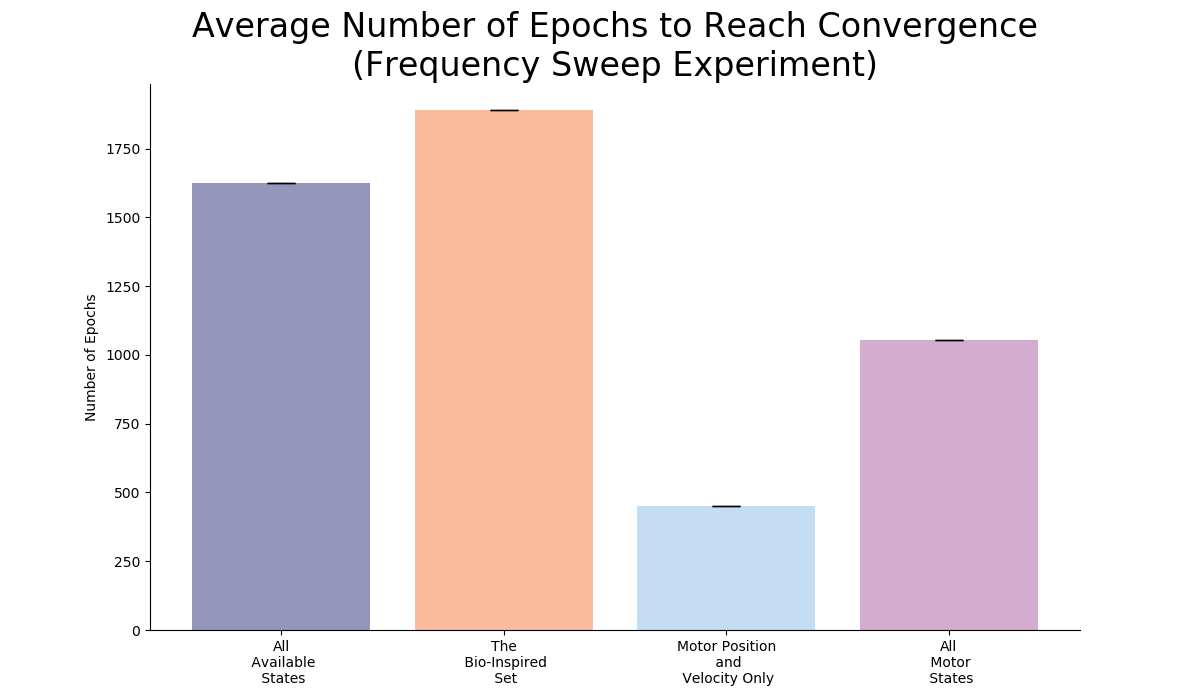 Average Number of Epochs to Reach Convergence
(Frequency Sweep Experiment)
Number of Epochs
1750
1500
1250
1000
750
500
250
0
All
Available
States
The
Bio-Inspired
Set
Motor Position
and
Velocity Only
All
Motor
States